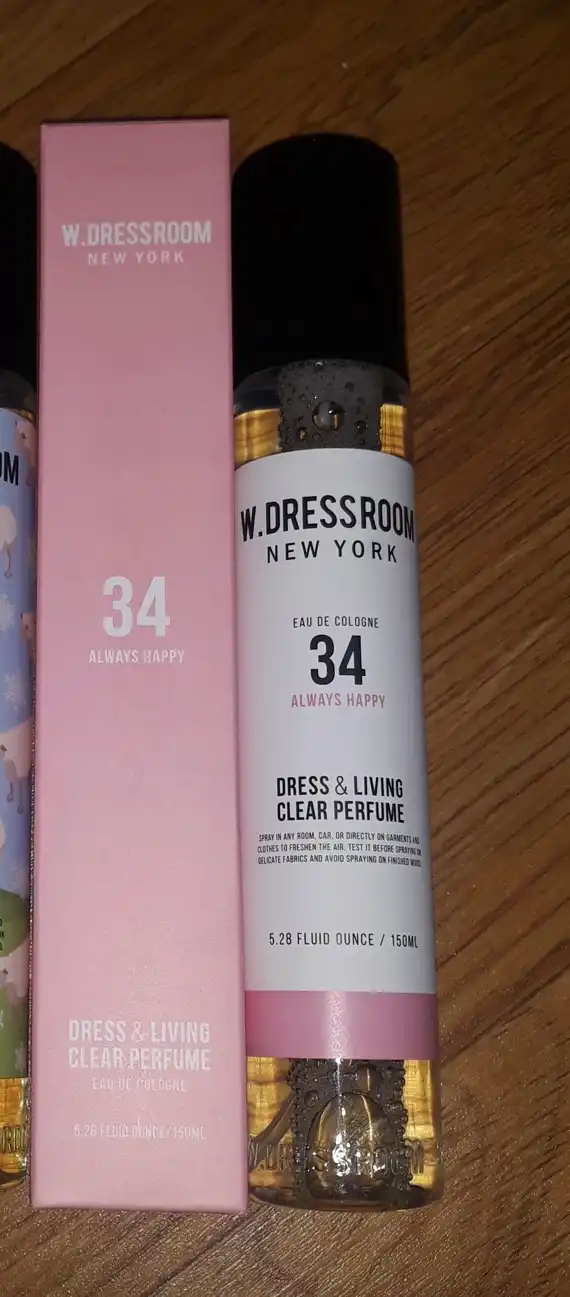 W.DRESSROOM
NEW YORK
34
ALWAYS HAPPY
DRESS & LIVING
CLEAR PERFUME
EAU DE COLOGNE
5.28 FLUID OUNCE / 150ML
W.DRESSROOM
NEW YORK
EAU DE COLOGNE
34
ALWAYS HAPPY
DRESS & LIVING
CLEAR PERFUME
SPRAY IN ANY ROOM, CAR, OR DIRECTLY ON GARMENTS AND
CLOTHES TO FRESHEN THE AIR. TEST IT BEFORE SPRAYING ON
DELICATE FABRICS AND AVOID SPRAYING ON FINISHED WOOD.
5.28 FLUID OUNCE / 150ML
W.DRESSROOM
OM